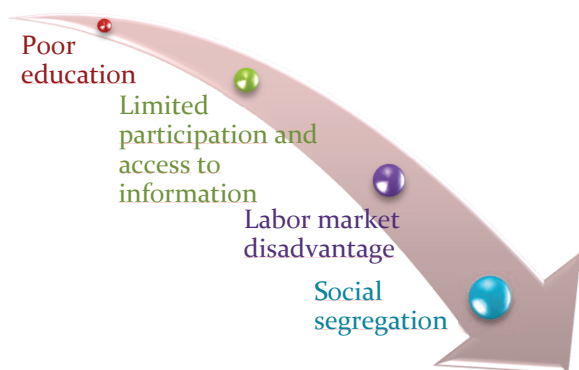 Poor
education
Limited
participation and
access to
information
Labor market
disadvantage
Social
segregation